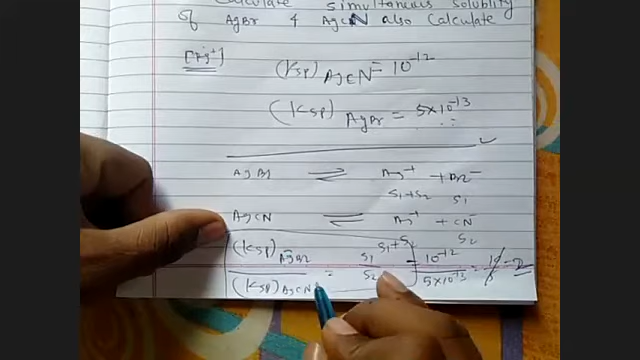 Calculate simultaneous solublity
of AgBr & AgCN also Calculate
[Ag+]
(Ksp) AgCN = 10^-12
(Ksp) AgBr = 5×10^-13
AgBr ⇌ Ag+ + Br-
S1+S2 S1
AgCN ⇌ Ag+ + CN-
S1+S2 S2
(Ksp)AgBr / (Ksp)AgCN = S1 / S2 = 10^-12 / 5×10^-13 =